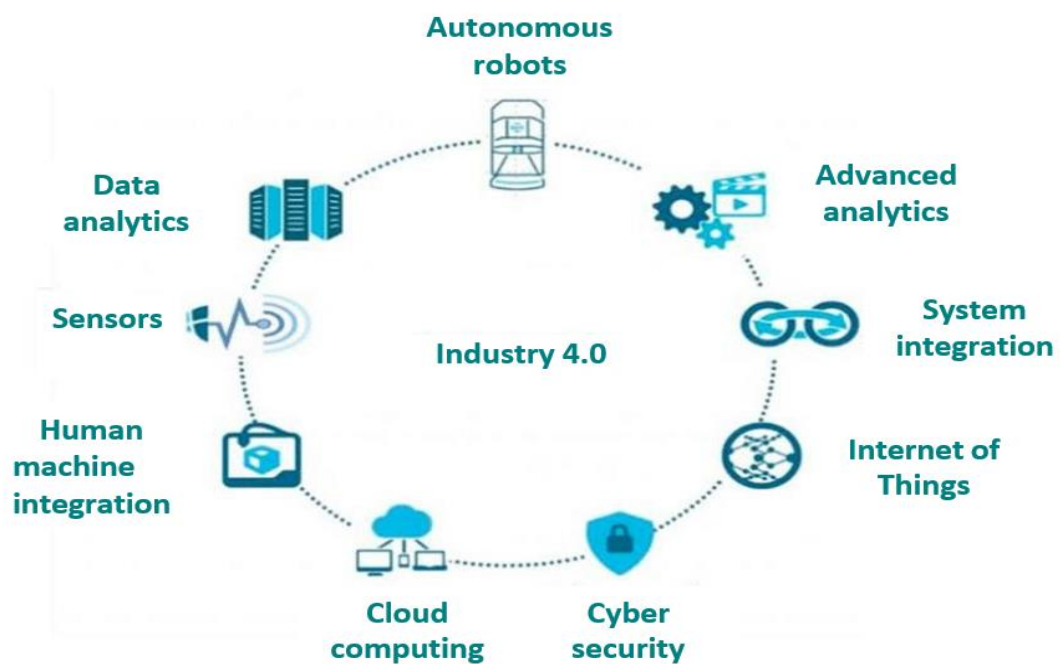 Autonomous
robots
Data
analytics
Advanced
analytics
Sensors
System
integration
Industry 4.0
Human
machine
integration
Internet of
Things
Cloud
computing
Cyber
security